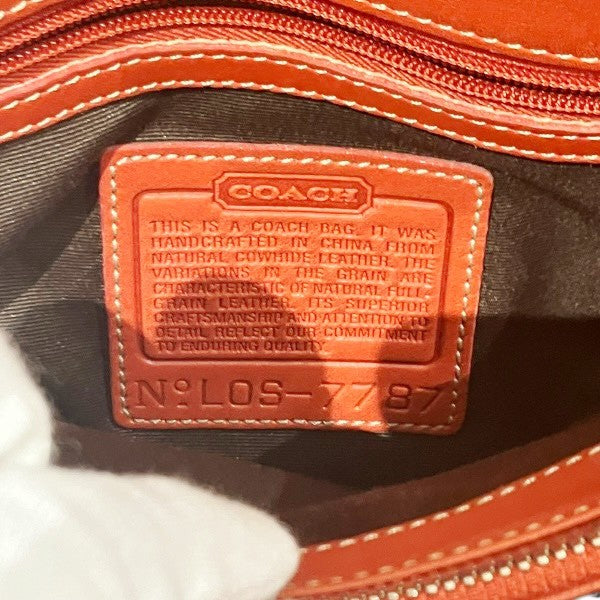 COACH
THIS IS A COACH BAG. IT WAS
HANDCRAFTED IN CHINA FROM
NATURAL COWHIDE LEATHER. THE
VARIATIONS IN THE GRAIN ARE
CHARACTERISTIC OF NATURAL FULL-
GRAIN LEATHER. ITS SUPERIOR
CRAFTSMANSHIP AND ATTENTION TO
DETAIL REFLECT OUR COMMITMENT
TO ENDURING QUALITY.
Nº LOS-7787